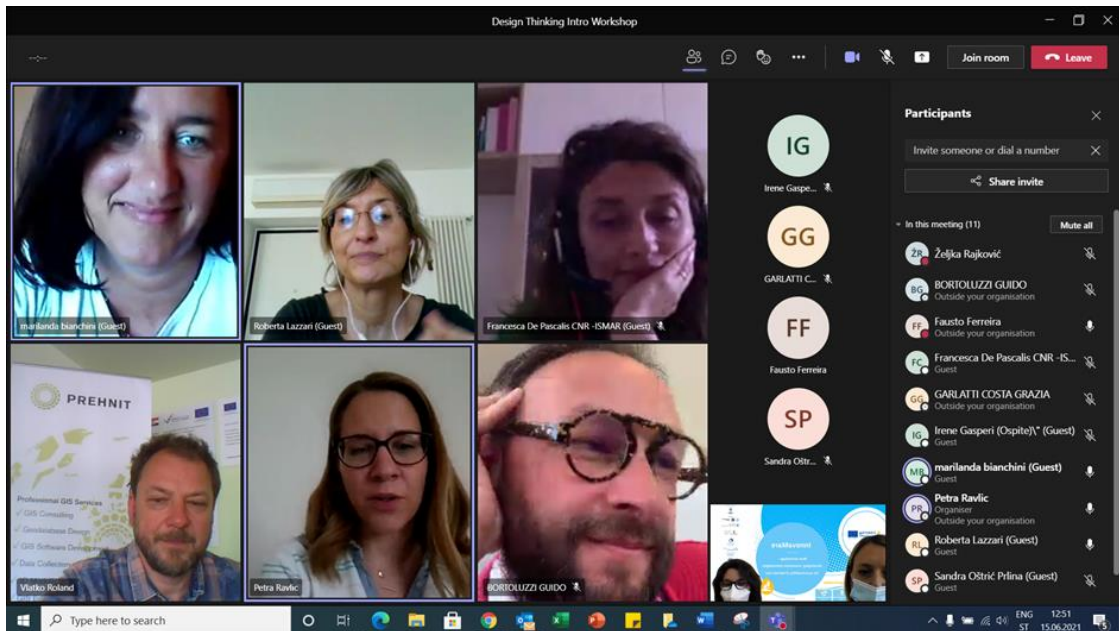 Design Thinking Intro Workshop
--:--
Join room
Leave
marilanda bianchini (Guest)
Roberta Lazzari (Guest)
Francesca De Pascalis CNR -ISMAR (Guest)
PREHNIT
Professional GIS Services
GIS Consulting
GIS Software
Data Collection
Vlatko Roland
Petra Ravlic
BORTOLUZZI GUIDO
IG
Irene Gaspe...
GG
GARLATTI C...
FF
Fausto Ferreira
SP
Sandra Oštr...
Participants
Invite someone or dial a number
Share invite
In this meeting (11)
Mute all
ŽR
Željka Rajković
BG
BORTOLUZZI GUIDO
Outside your organisation
FF
Fausto Ferreira
Outside your organisation
FC
Francesca De Pascalis CNR -IS...
Guest
GG
GARLATTI COSTA GRAZIA
Outside your organisation
IG
Irene Gasperi (Ospite)\" (Guest)
Guest
MB
marilanda bianchini (Guest)
Guest
PR
Petra Ravlic
Organiser
Outside your organisation
RL
Roberta Lazzari (Guest)
Guest
SP
Sandra Oštrić Prlina (Guest)
Guest
Type here to search
ENG
ST
12:51
15.06.2021
5